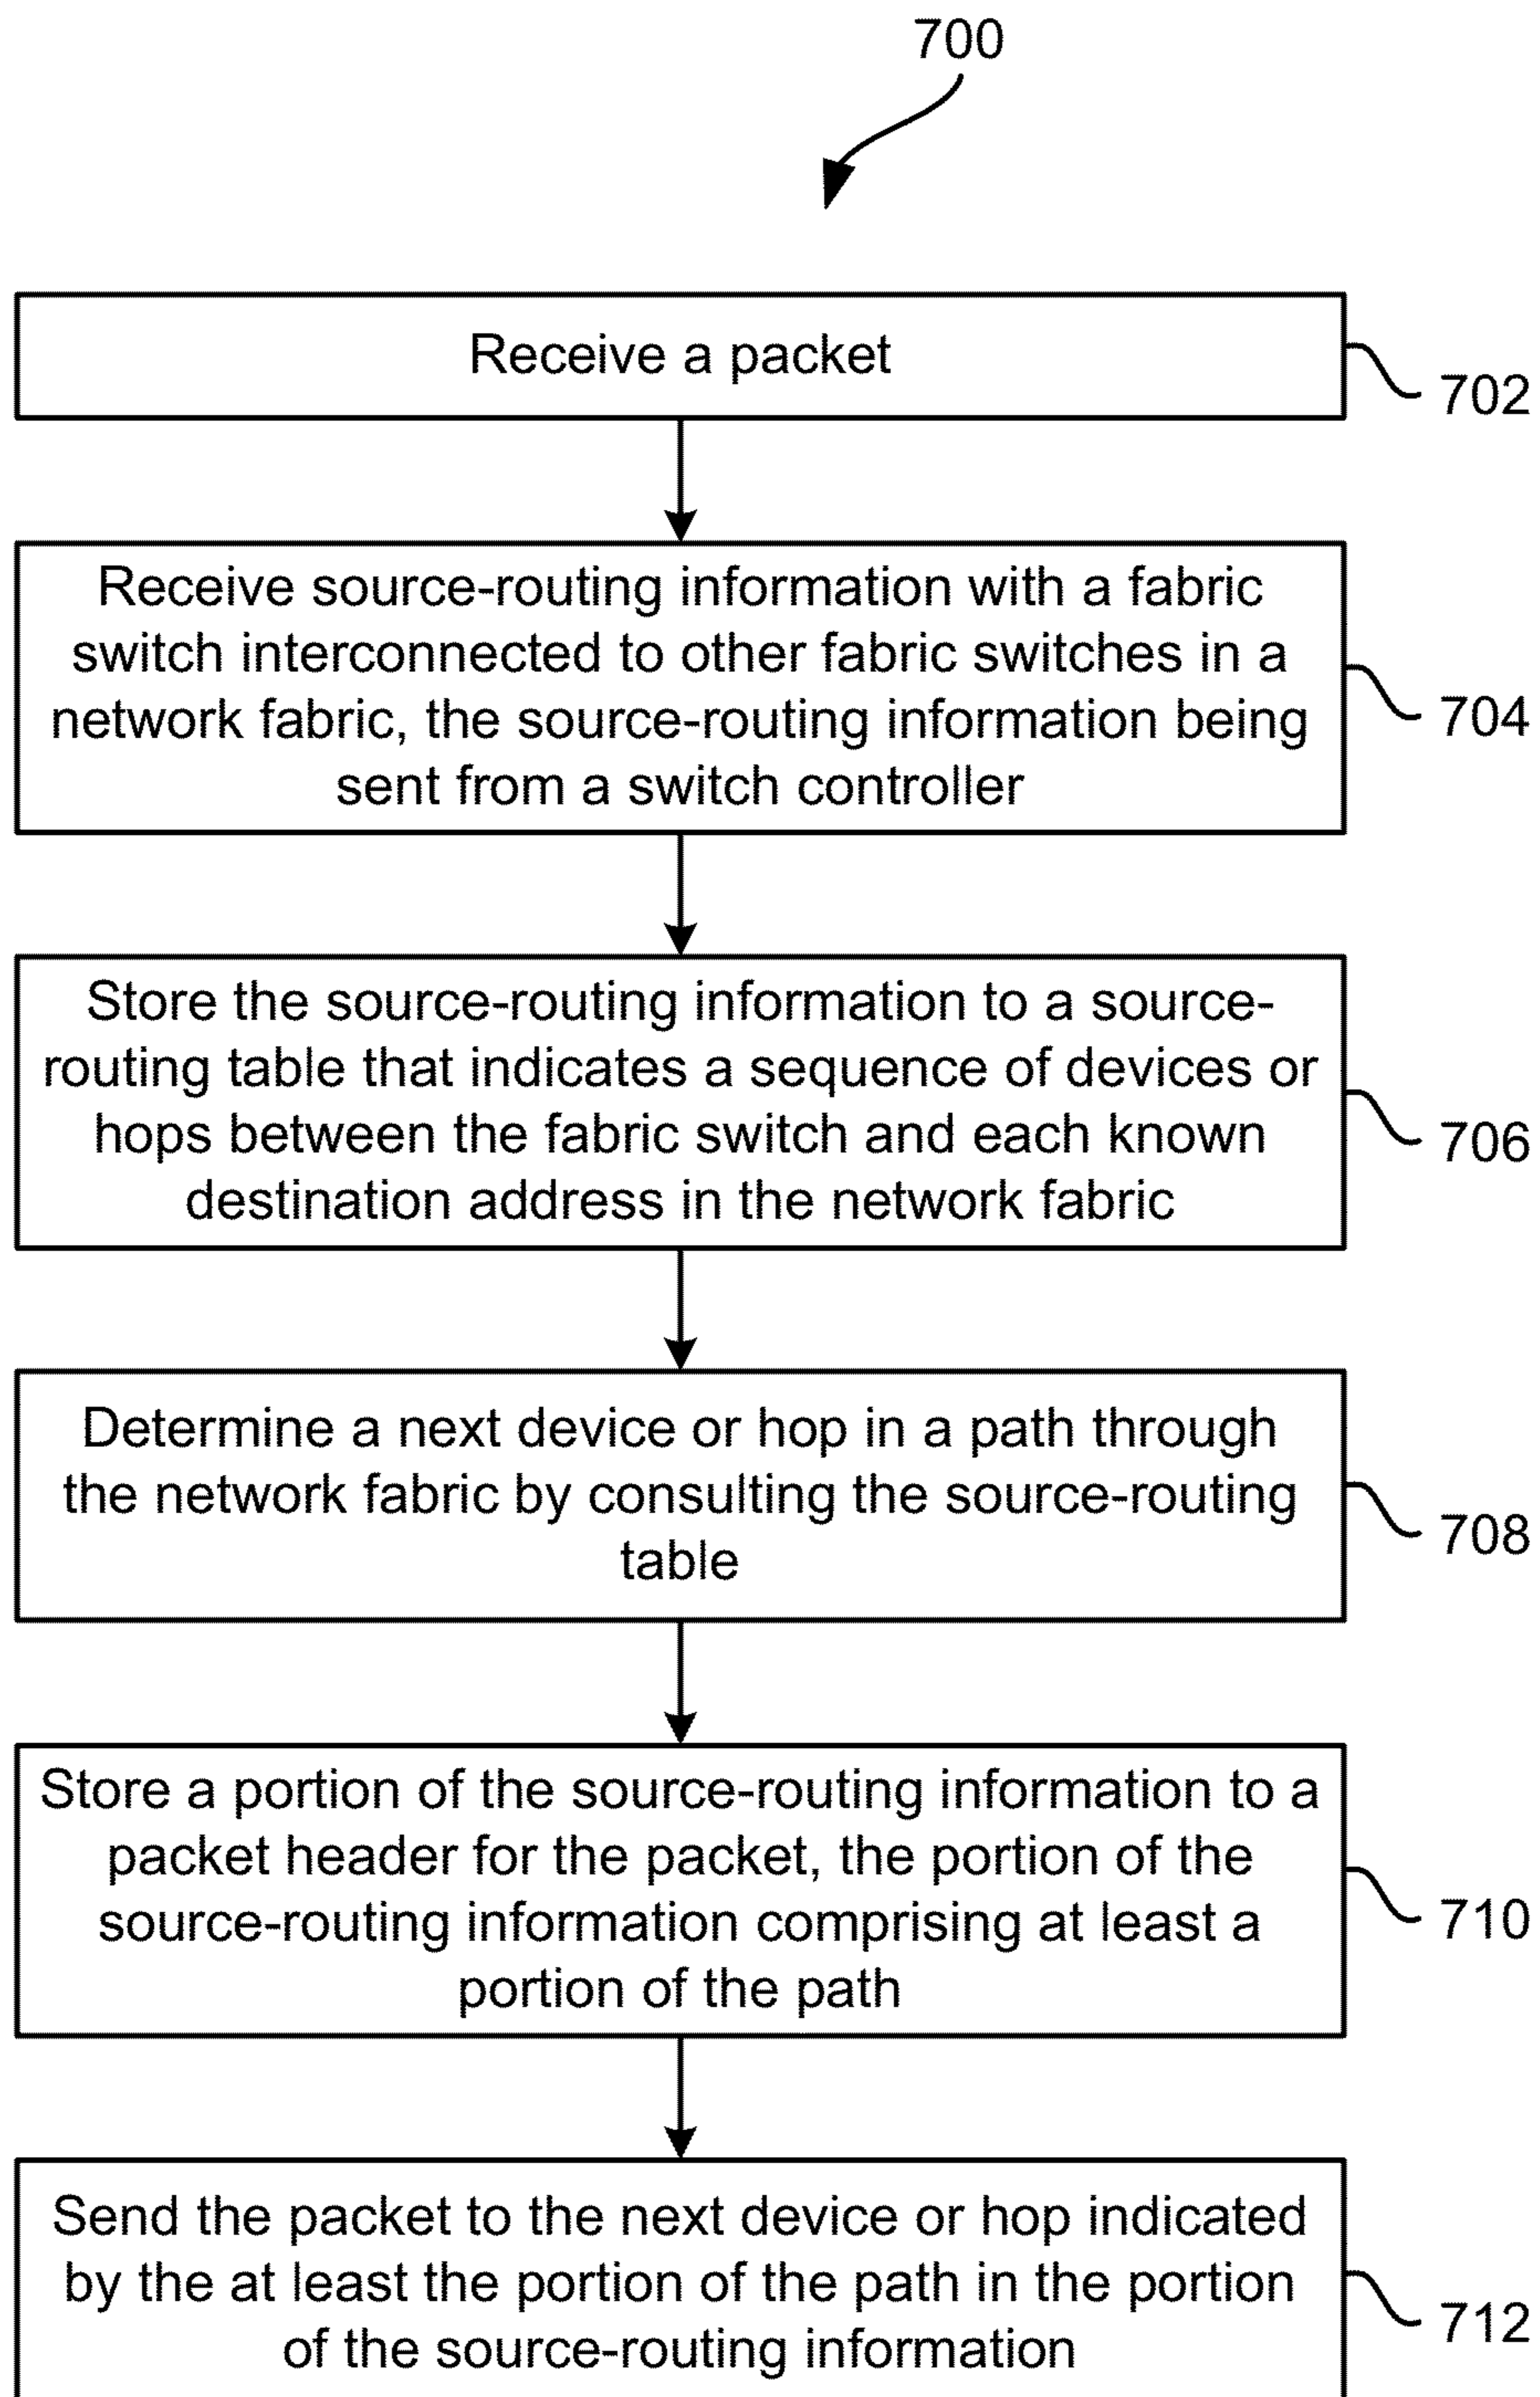 700
Receive a packet
702
Receive source-routing information with a fabric
switch interconnected to other fabric switches in a
network fabric, the source-routing information being
sent from a switch controller
704
Store the source-routing information to a source-
routing table that indicates a sequence of devices or
hops between the fabric switch and each known
destination address in the network fabric
706
Determine a next device or hop in a path through
the network fabric by consulting the source-routing
table
708
Store a portion of the source-routing information to a
packet header for the packet, the portion of the
source-routing information comprising at least a
portion of the path
710
Send the packet to the next device or hop indicated
by the at least the portion of the path in the portion
of the source-routing information
712